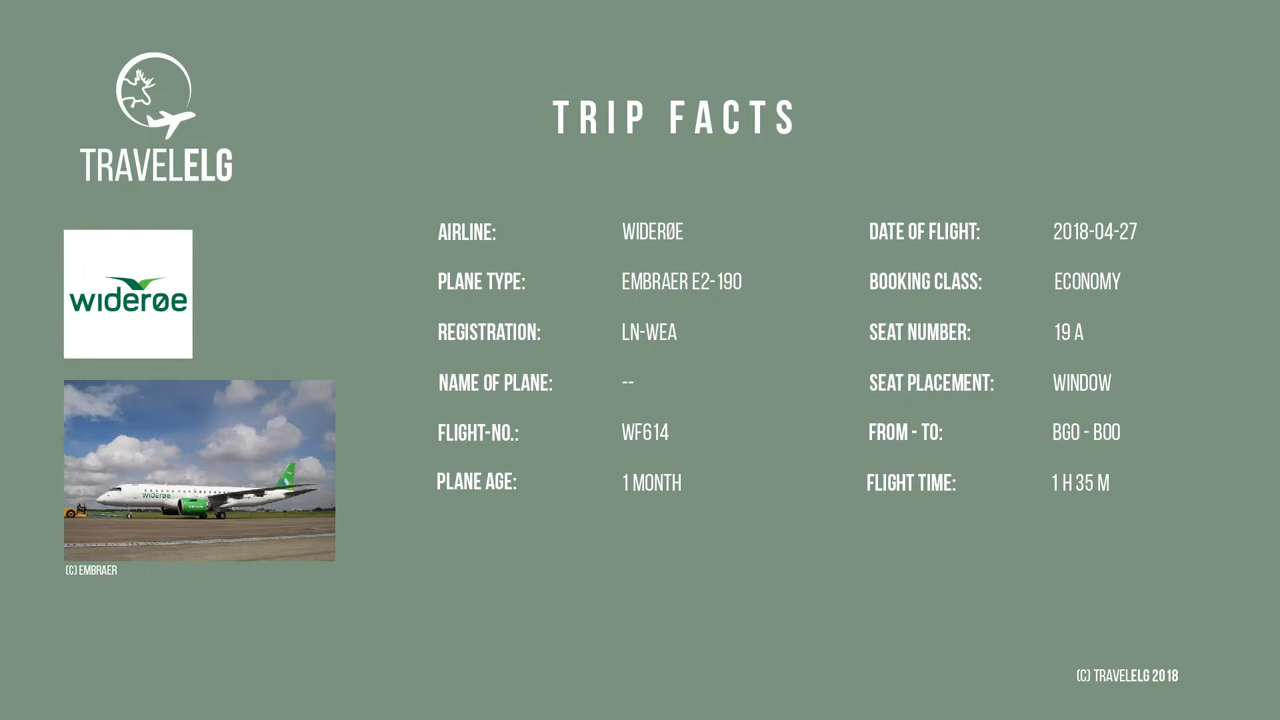 TRAVELELG
TRIP FACTS
widerøe
AIRLINE: WIDERØE
PLANE TYPE: EMBRAER E2-190
REGISTRATION: LN-WEA
NAME OF PLANE: --
FLIGHT-NO.: WF614
PLANE AGE: 1 MONTH
DATE OF FLIGHT: 2018-04-27
BOOKING CLASS: ECONOMY
SEAT NUMBER: 19 A
SEAT PLACEMENT: WINDOW
FROM - TO: BGO - BOO
FLIGHT TIME: 1 H 35 M
widerøe
(C) EMBRAER
(C) TRAVELELG 2018